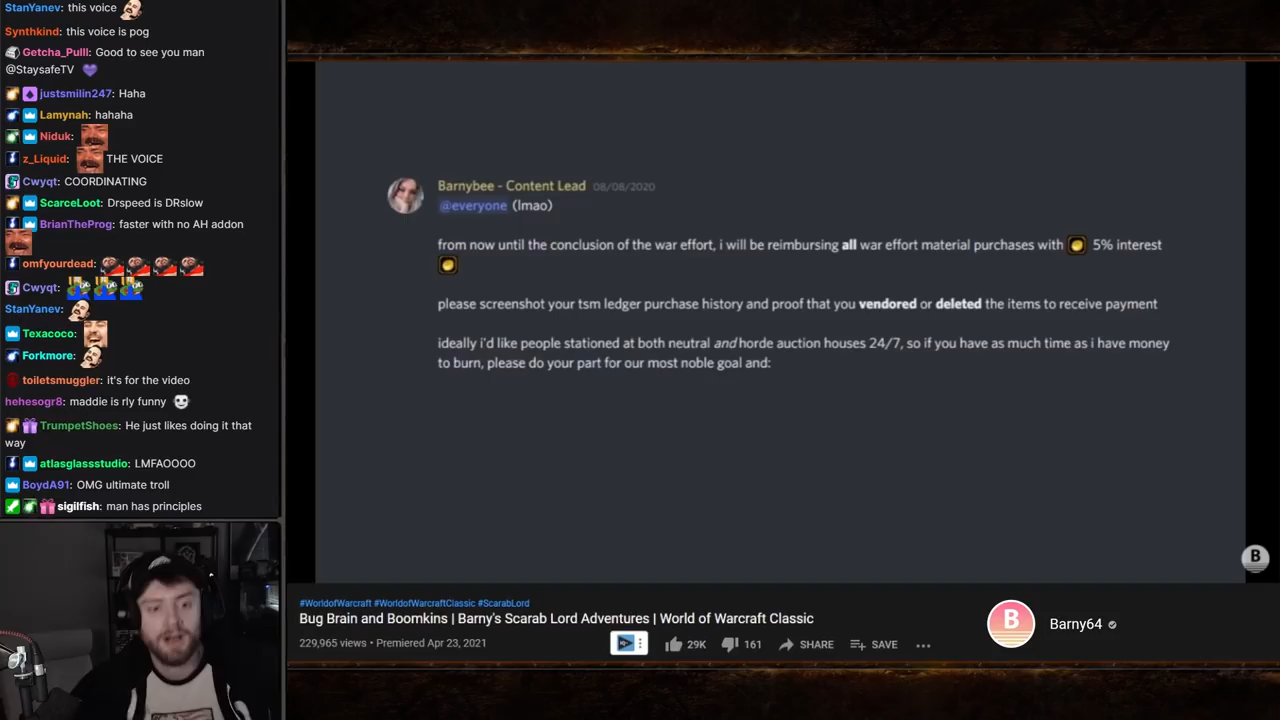 StanYanev: this voice
Synthkind: this voice is pog
Getcha_Pulll: Good to see you man
@StaysafeTV
justsmilin247: Haha
Lamynah: hahaha
Niduk:
z_Liquid: THE VOICE
Cwyqt: COORDINATING
ScarceLoot: Drspeed is DRslow
BrianTheProg: faster with no AH addon
omfyourdead:
Cwyqt:
StanYanev:
Texacoco:
Forkmore:
toiletsmuggler: it's for the video
hehesogr8: maddie is rly funny
TrumpetShoes: He just likes doing it that
way
atlasglassstudio: LMFAOOOO
BoydA91: OMG ultimate troll
sigilfish: man has principles
Barnybee - Content Lead 08/08/2020
@everyone (lmao)
from now until the conclusion of the war effort, i will be reimbursing all war effort material purchases with 5% interest
please screenshot your tsm ledger purchase history and proof that you vendored or deleted the items to receive payment
ideally i'd like people stationed at both neutral and horde auction houses 24/7, so if you have as much time as i have money
to burn, please do your part for our most noble goal and:
B
#WorldofWarcraft #WorldofWarcraftClassic #ScarabLord
Bug Brain and Boomkins | Barny's Scarab Lord Adventures | World of Warcraft Classic
229,965 views • Premiered Apr 23, 2021
29K
161
SHARE
SAVE
B
Barny64